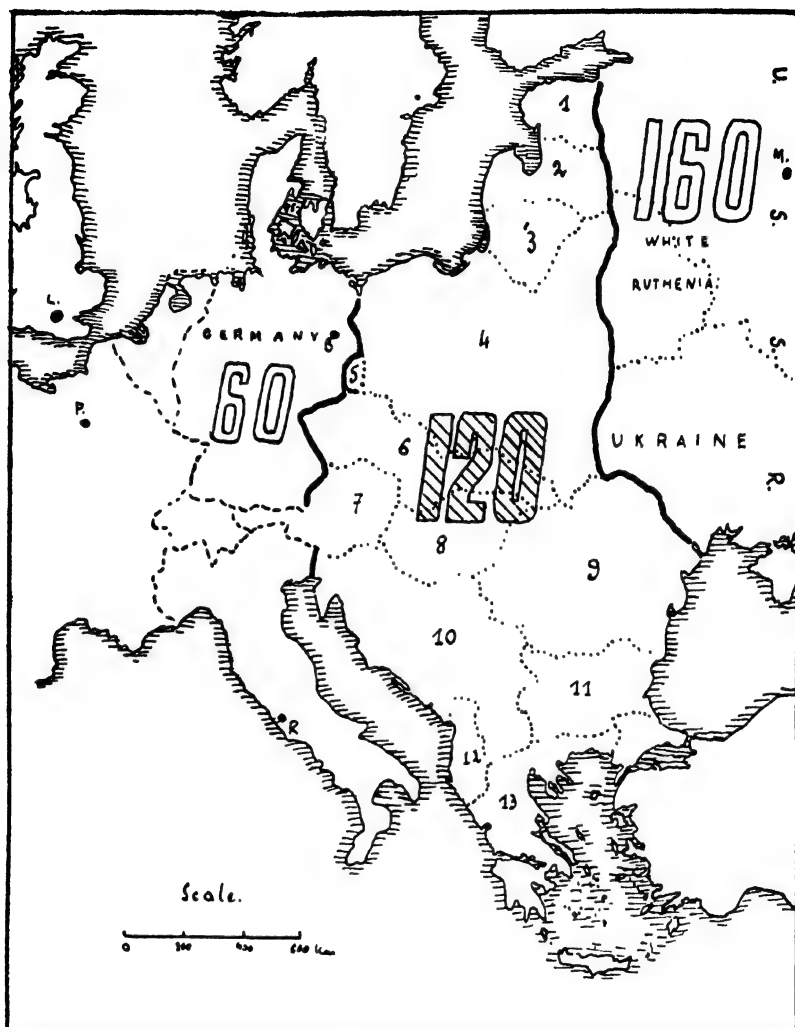 U.
1
160
M.
2
S.
3
WHITE
RUTHENIA
L.
GERMANY
B
4
S
5
60
P.
6
120
UKRAINE
7
R.
8
9
10
11
R
12
13
Scale.
0 200 400 600 km